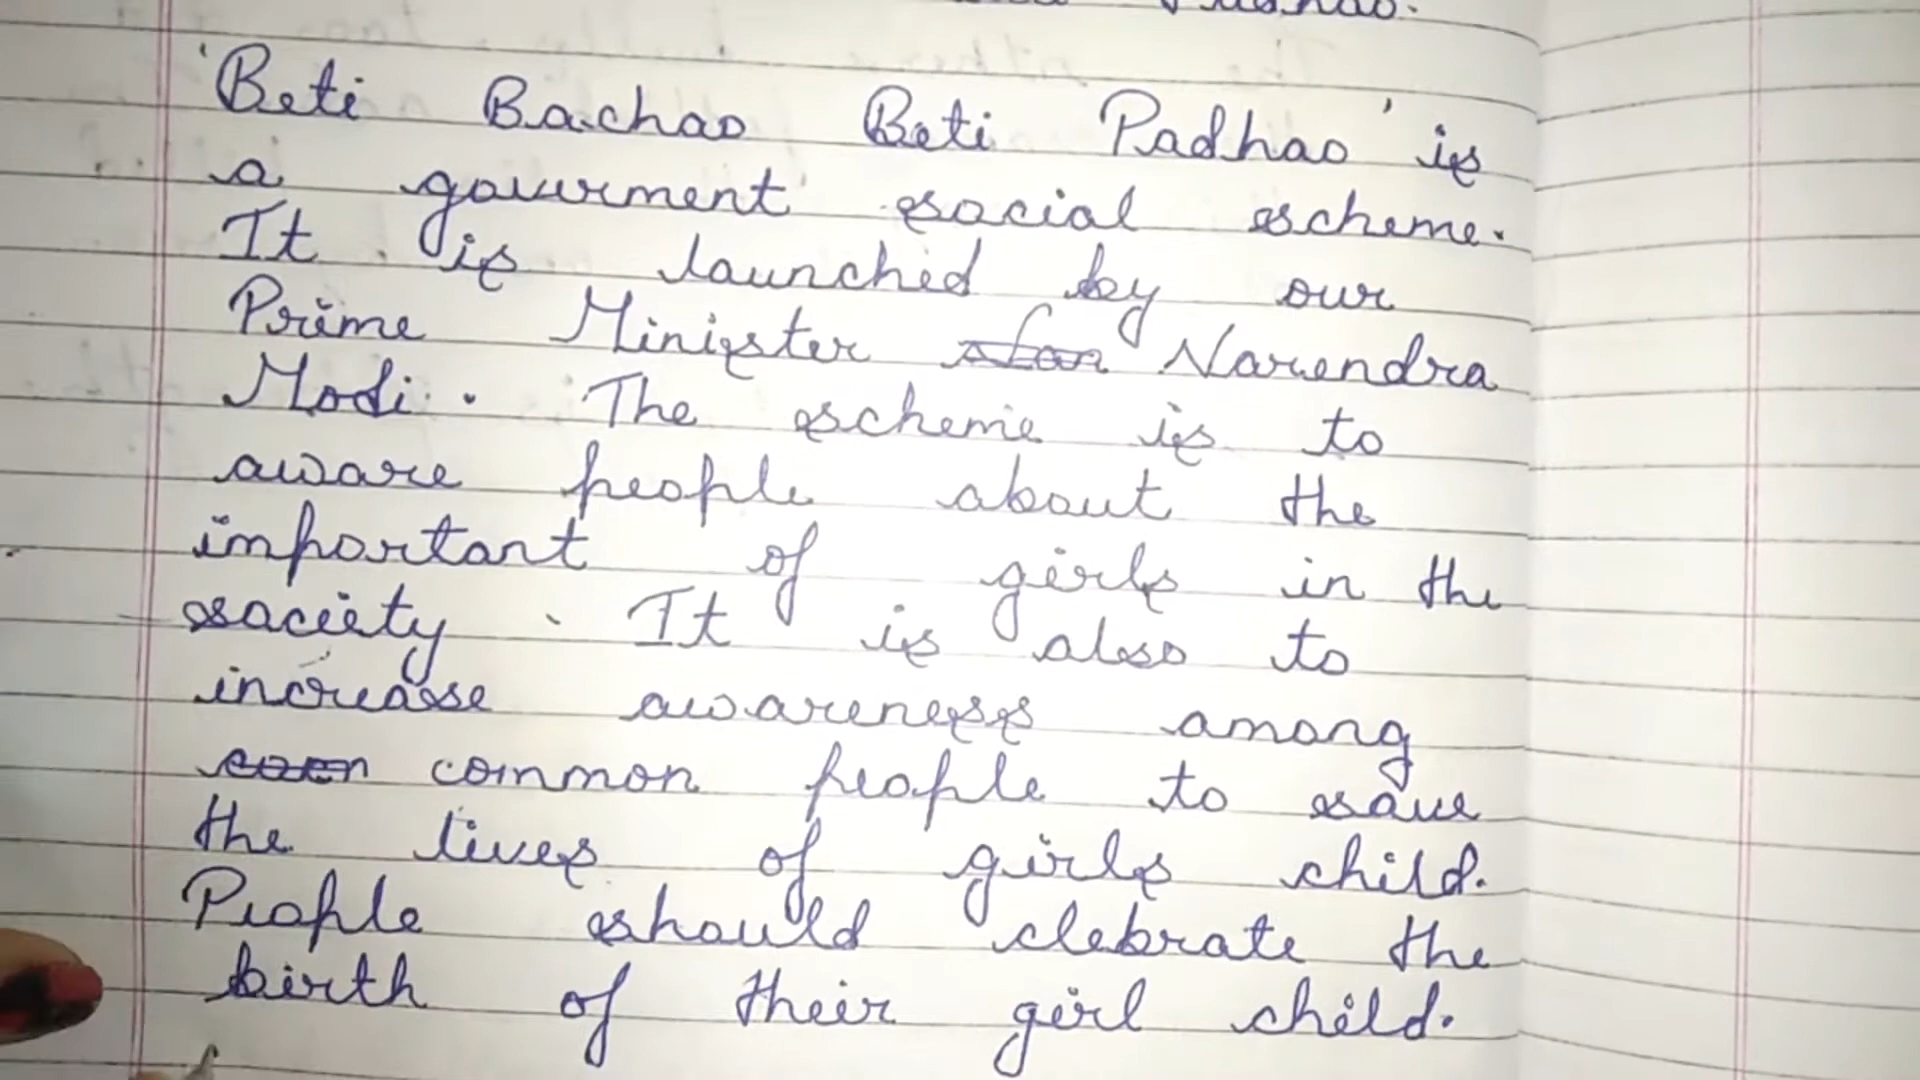 'Beti Bachao Beti Padhao' is
a gouvrment social scheme.
It is launched by our
Prime Minister Narendra
Modi. The scheme is to
aware people about the
important of girls in the
society. It is also to
increase awareness among
common people to save
the lives of girls child.
People should clebrate the
birth of their girl child.